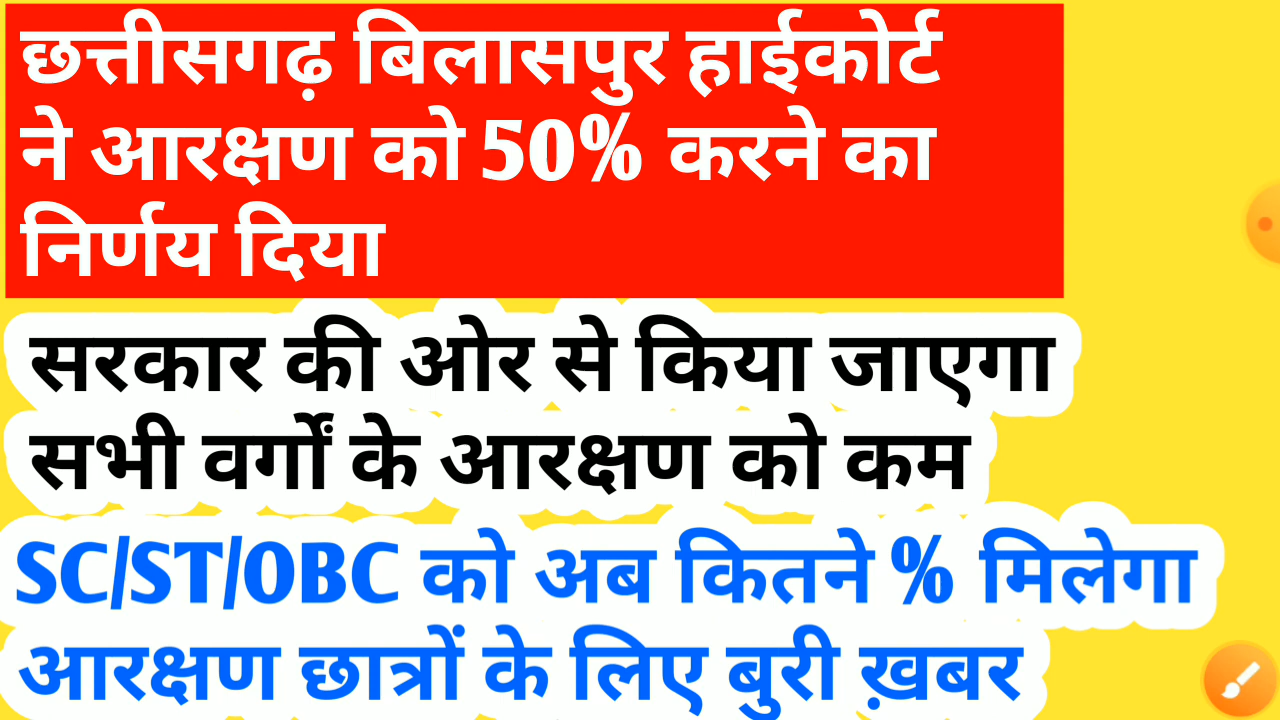 छत्तीसगढ़ बिलासपुर हाईकोर्ट
ने आरक्षण को 50% करने का
निर्णय दिया
सरकार की ओर से किया जाएगा
सभी वर्गों के आरक्षण को कम
SC/ST/OBC को अब कितने % मिलेगा
आरक्षण छात्रों के लिए बुरी ख़बर